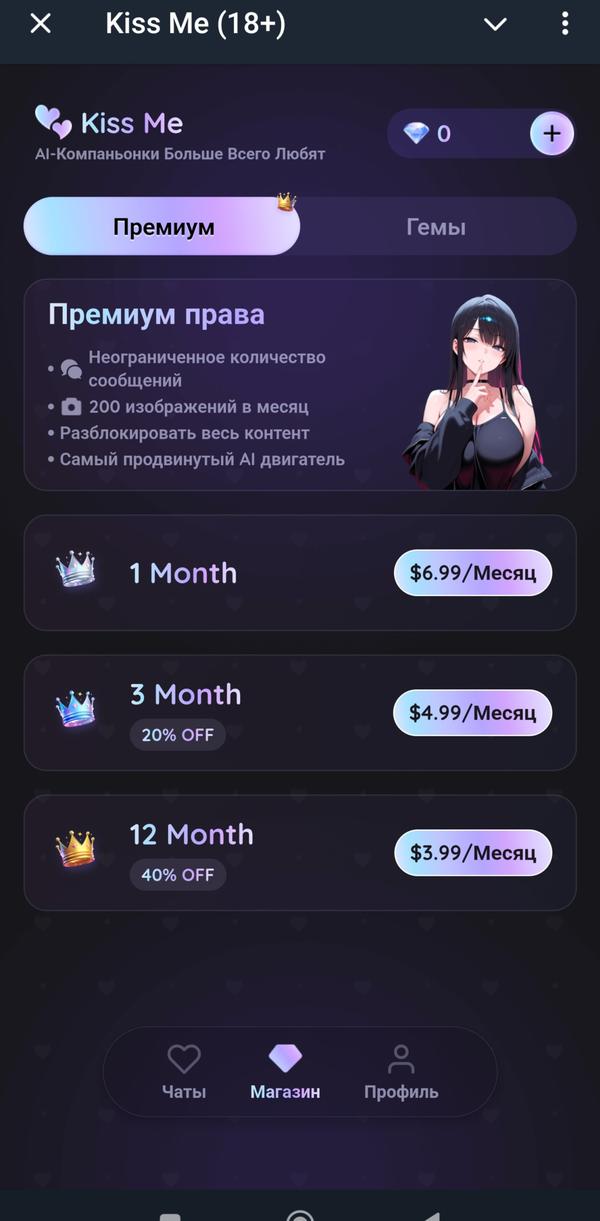 Kiss Me (18+)
Kiss Me
AI-Компаньонки Больше Всего Любят
0
Премиум
Гемы
Премиум права
• Неограниченное количество
сообщений
• 200 изображений в месяц
• Разблокировать весь контент
• Самый продвинутый AI двигатель
1 Month
$6.99/Месяц
3 Month
20% OFF
$4.99/Месяц
12 Month
40% OFF
$3.99/Месяц
Чаты
Магазин
Профиль